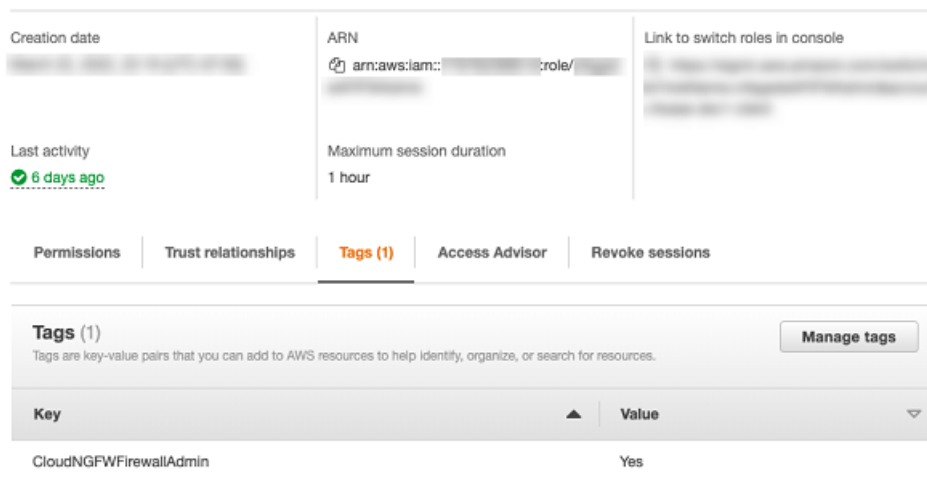 Creation date
ARN
arn:aws:iam:: :role/
Link to switch roles in console
Last activity
6 days ago
Maximum session duration
1 hour
Permissions
Trust relationships
Tags (1)
Access Advisor
Revoke sessions
Tags (1)
Manage tags
Tags are key-value pairs that you can add to AWS resources to help identify, organize, or search for resources.
Key
Value
CloudNGFWFirewallAdmin
Yes